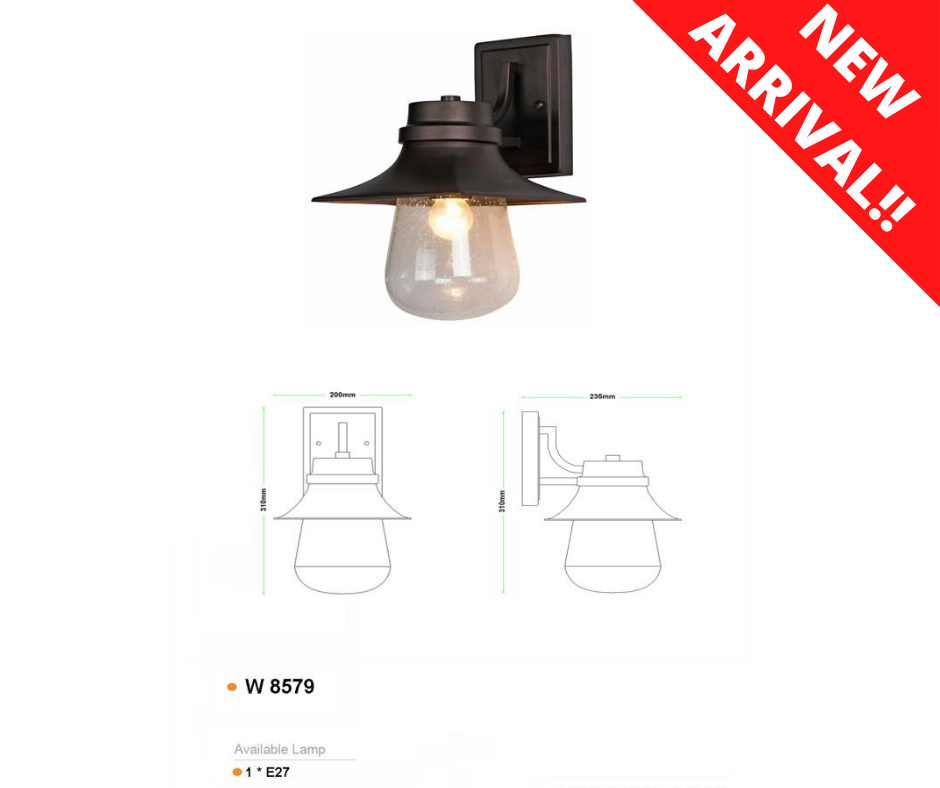 NEW
ARRIVAL!!
200mm
235mm
310mm
310mm
W 8579
Available Lamp
1 * E27